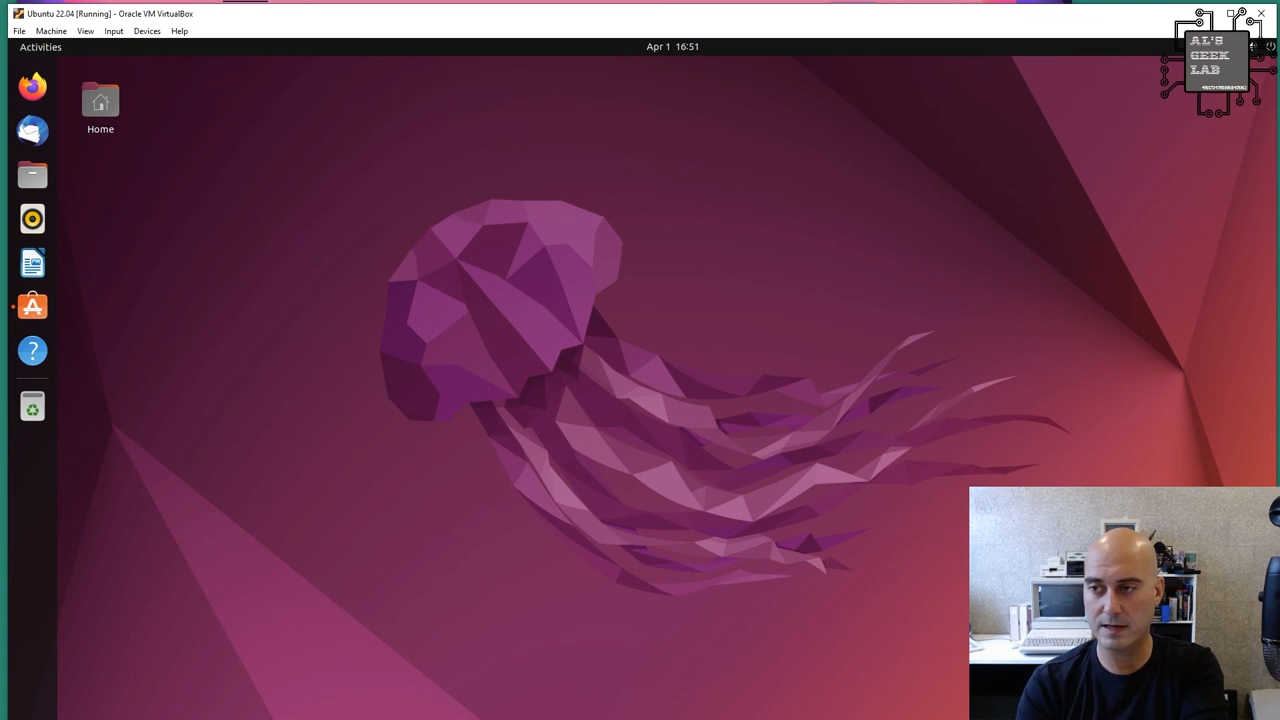 Ubuntu 22.04 [Running] - Oracle VM VirtualBox
File Machine View Input Devices Help
Activities
Apr 1 16:51
AL'S
GEEK
LAB
Home